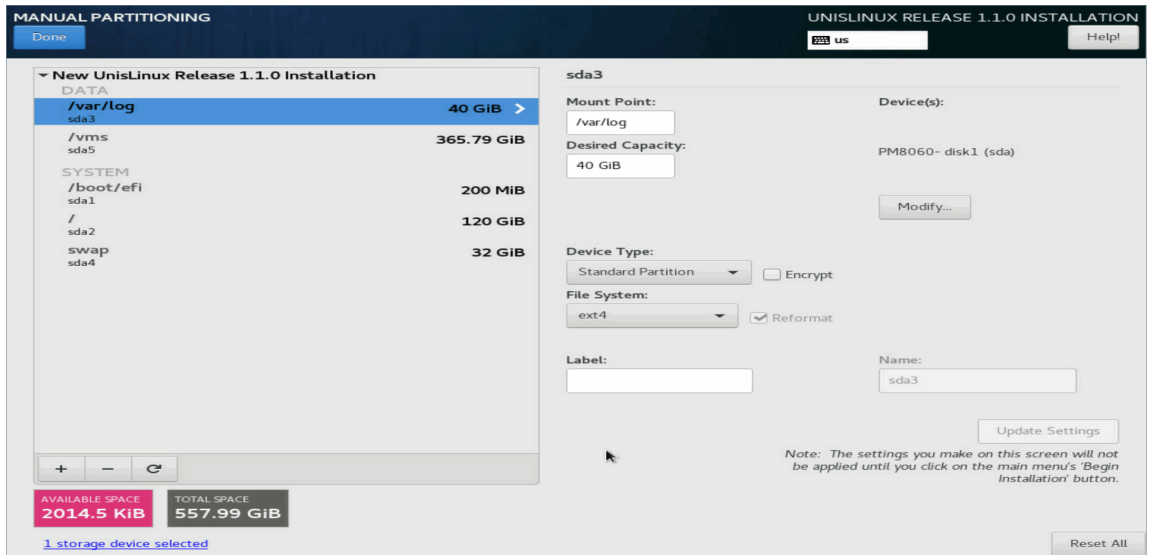 MANUAL PARTITIONING
UNISLINUX RELEASE 1.1.0 INSTALLATION
Done
us
Help!
New UnisLinux Release 1.1.0 Installation
DATA
/var/log
40 GiB >
sda3
/vms
365.79 GiB
sda5
SYSTEM
/boot/efi
200 MiB
sda1
/
120 GiB
sda2
swap
32 GiB
sda4
+ −
AVAILABLE SPACE
2014.5 KiB
TOTAL SPACE
557.99 GiB
1 storage device selected
sda3
Mount Point:
/var/log
Device(s):
Desired Capacity:
40 GiB
PM8060- disk1 (sda)
Modify...
Device Type:
Standard Partition
Encrypt
File System:
ext4
Reformat
Label:
Name:
sda3
Update Settings
Note: The settings you make on this screen will not
be applied until you click on the main menu's 'Begin
Installation' button.
Reset All